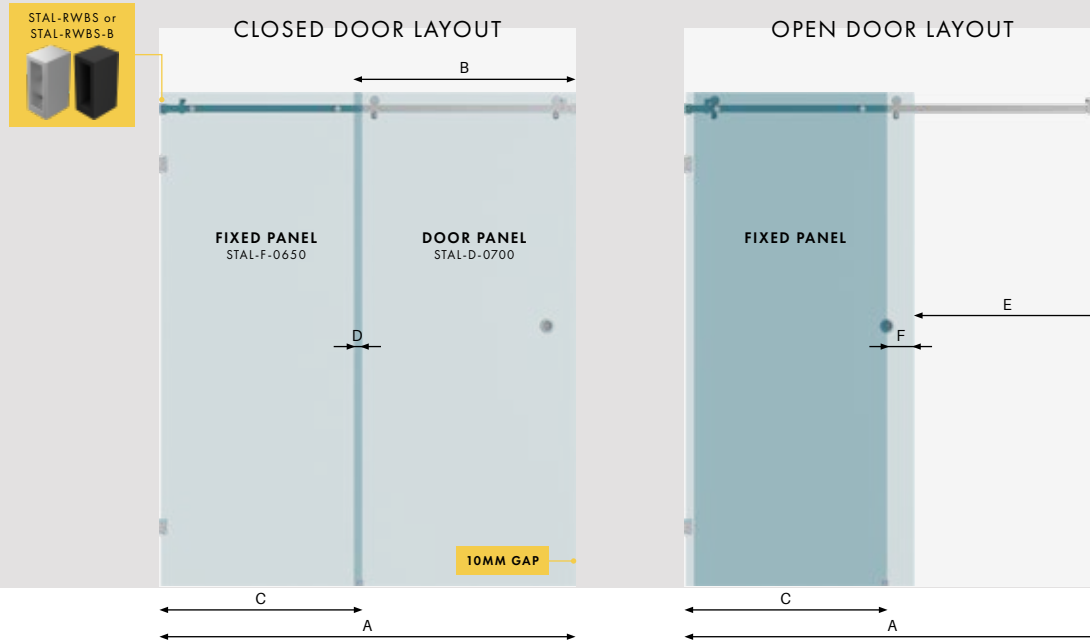 STAL-RWBS or
STAL-RWBS-B
CLOSED DOOR LAYOUT
B
FIXED PANEL
STAL-F-0650
DOOR PANEL
STAL-D-0700
D
10MM GAP
C
A
OPEN DOOR LAYOUT
FIXED PANEL
E
F
C
A